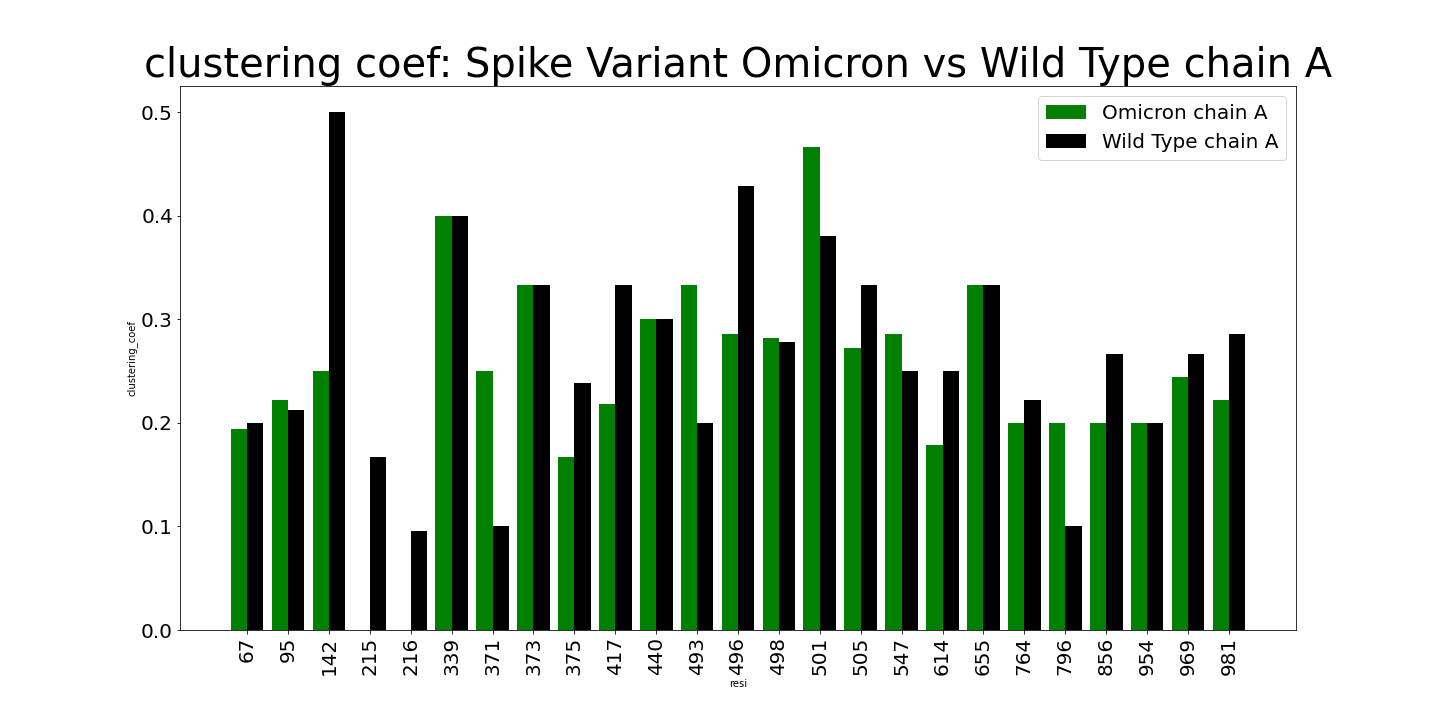 clustering coef: Spike Variant Omicron vs Wild Type chain A
Omicron chain A
Wild Type chain A
clustering_coef
0.5
0.4
0.3
0.2
0.1
0.0
67 95 142 215 216 339 371 373 375 417 440 493 496 498 501 505 547 614 655 764 796 856 954 969 981
resi